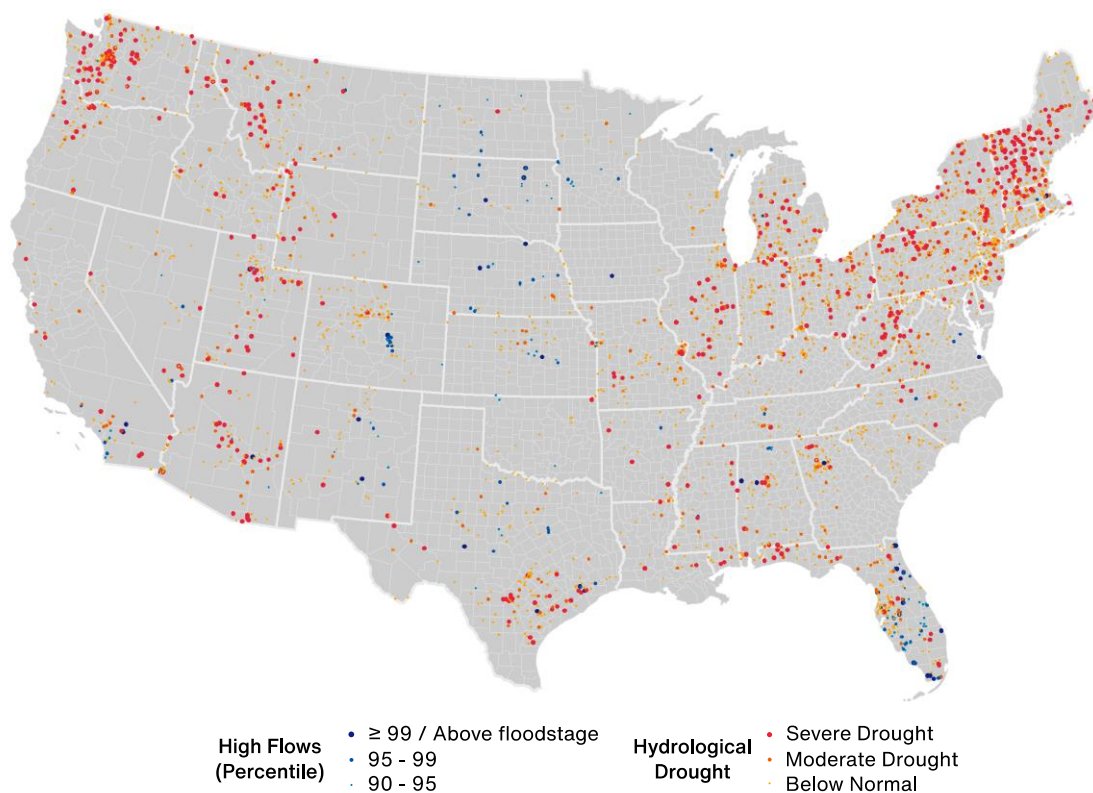 High Flows
(Percentile)
≥ 99 / Above floodstage
95 - 99
90 - 95
Hydrological
Drought
Severe Drought
Moderate Drought
Below Normal